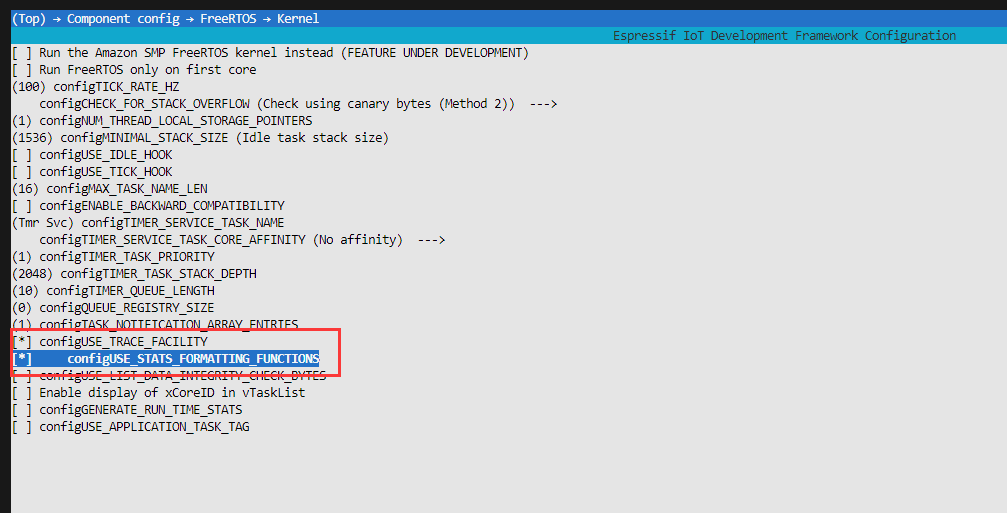 (Top) → Component config → FreeRTOS → Kernel
Espressif IoT Development Framework Configuration
[ ] Run the Amazon SMP FreeRTOS kernel instead (FEATURE UNDER DEVELOPMENT)
[ ] Run FreeRTOS only on first core
(100) configTICK_RATE_HZ
configCHECK_FOR_STACK_OVERFLOW (Check using canary bytes (Method 2)) --->
(1) configNUM_THREAD_LOCAL_STORAGE_POINTERS
(1536) configMINIMAL_STACK_SIZE (Idle task stack size)
[ ] configUSE_IDLE_HOOK
[ ] configUSE_TICK_HOOK
(16) configMAX_TASK_NAME_LEN
[ ] configENABLE_BACKWARD_COMPATIBILITY
(Tmr Svc) configTIMER_SERVICE_TASK_NAME
configTIMER_SERVICE_TASK_CORE_AFFINITY (No affinity) --->
(1) configTIMER_TASK_PRIORITY
(2048) configTIMER_TASK_STACK_DEPTH
(10) configTIMER_QUEUE_LENGTH
(0) configQUEUE_REGISTRY_SIZE
(1) configTASK_NOTIFICATION_ARRAY_ENTRIES
[*] configUSE_TRACE_FACILITY
[*] configUSE_STATS_FORMATTING_FUNCTIONS
[ ] configUSE_LIST_DATA_INTEGRITY_CHECK_BYTES
[ ] Enable display of xCoreID in vTaskList
[ ] configGENERATE_RUN_TIME_STATS
[ ] configUSE_APPLICATION_TASK_TAG